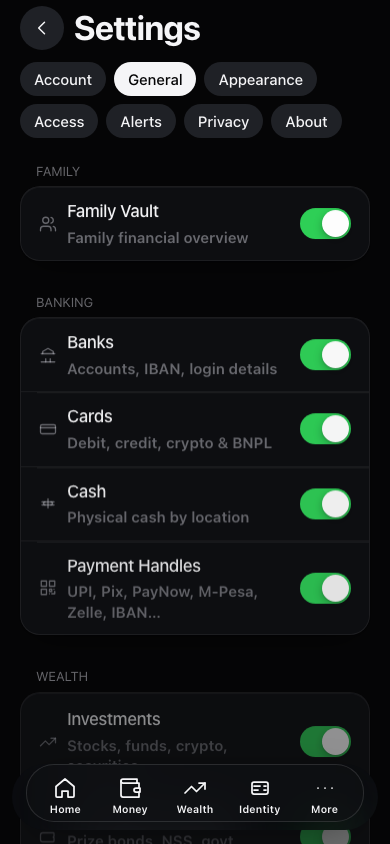 Settings
Account
General
Appearance
Access
Alerts
Privacy
About
FAMILY
Family Vault
Family financial overview
BANKING
Banks
Accounts, IBAN, login details
Cards
Debit, credit, crypto & BNPL
Cash
Physical cash by location
Payment Handles
UPI, Pix, PayNow, M-Pesa,
Zelle, IBAN...
WEALTH
Investments
Stocks, funds, crypto,
securities
Home
Money
Wealth
Identity
More
Prize bonds, NSS, govt